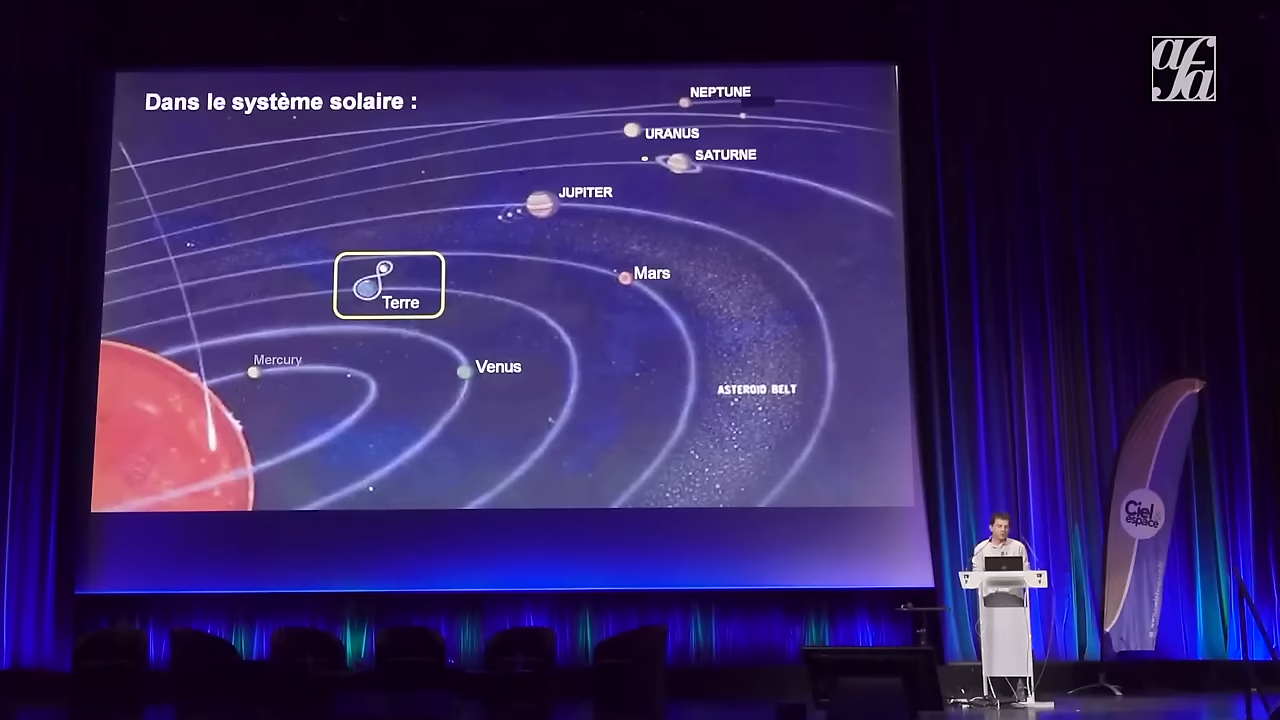 afa
Dans le système solaire :
NEPTUNE
URANUS
SATURNE
JUPITER
Mars
Terre
Mercury
Venus
ASTEROID BELT
Ciel &
espace